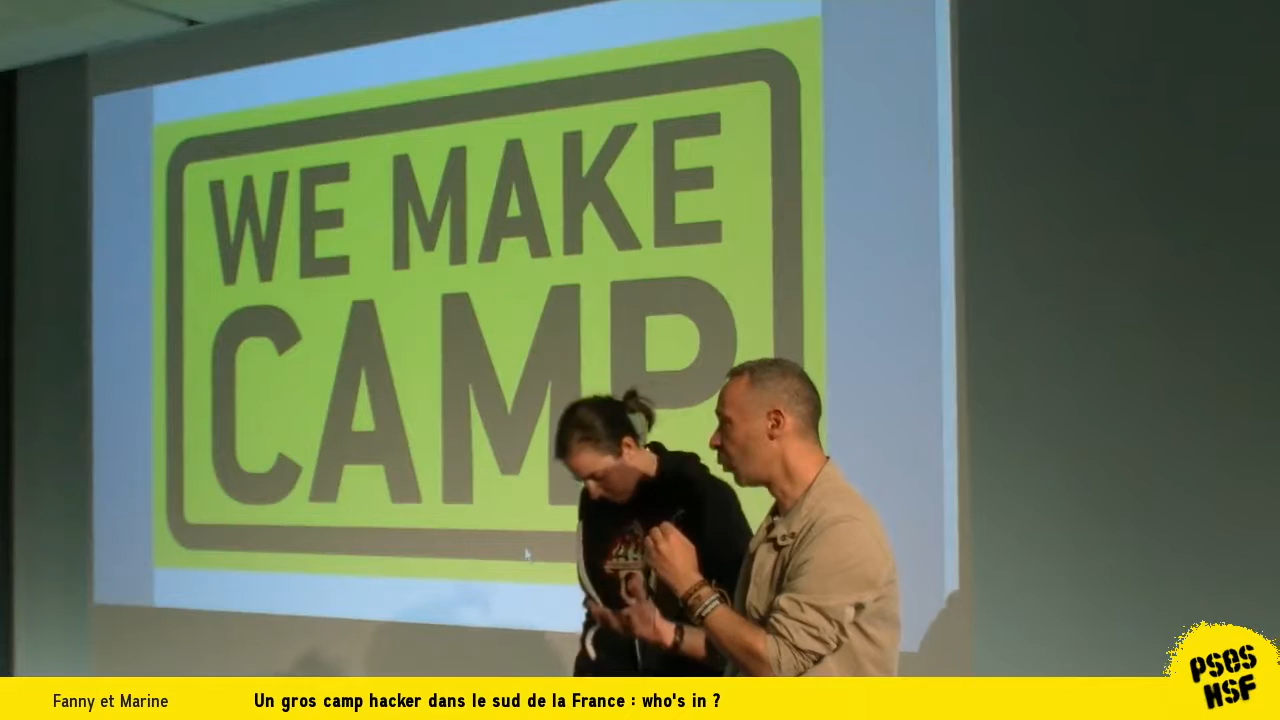 WE MAKE
CAMP
Fanny et Marine
Un gros camp hacker dans le sud de la France : who's in ?
PSES
HSF